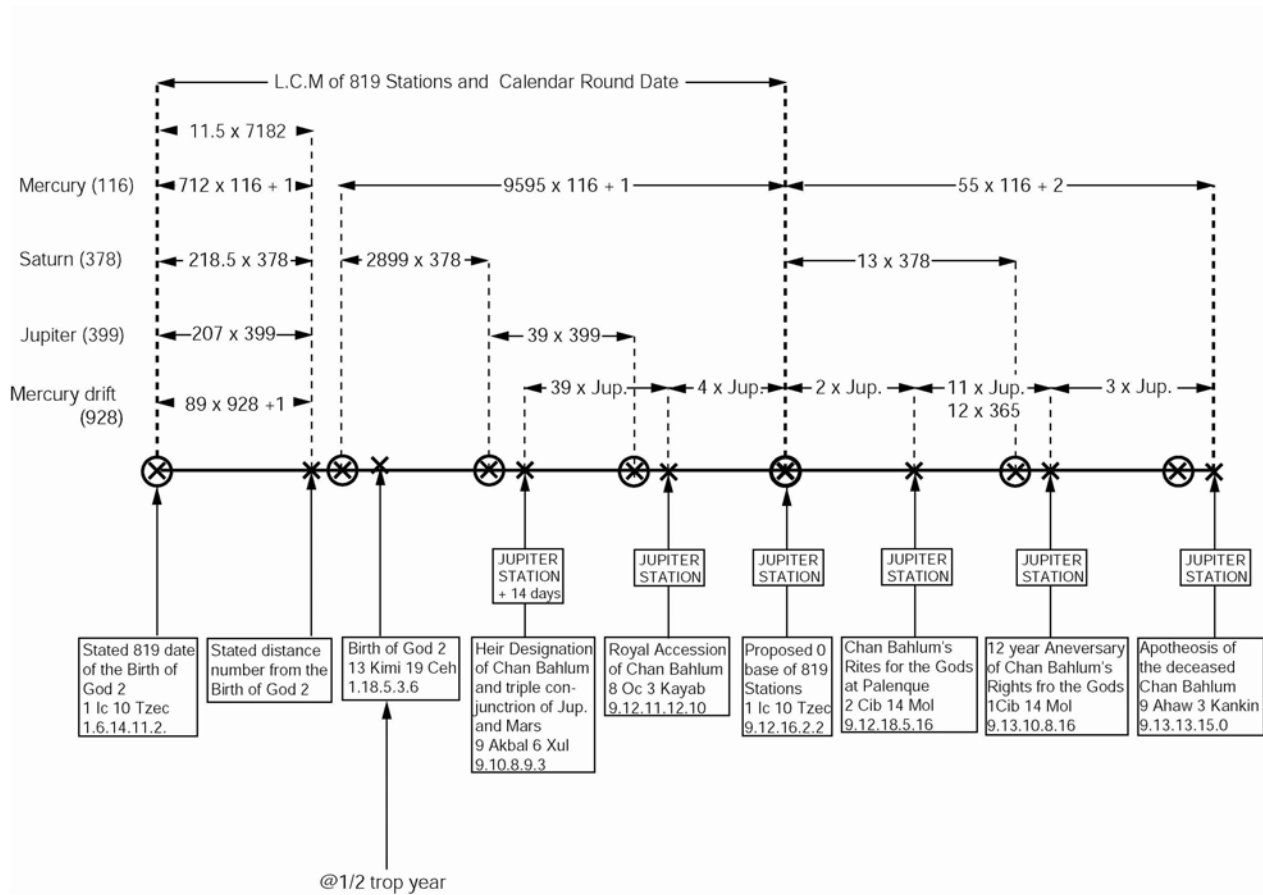 L.C.M of 819 Stations and Calendar Round Date
11.5 x 7182
Mercury (116)
712 x 116 + 1
9595 x 116 + 1
55 x 116 + 2
Saturn (378)
218.5 x 378
2899 x 378
13 x 378
Jupiter (399)
207 x 399
39 x 399
Mercury drift
(928)
89 x 928 +1
39 x Jup.
4 x Jup.
2 x Jup.
11 x Jup.
12 x 365
3 x Jup.
JUPITER
STATION
+ 14 days
JUPITER
STATION
JUPITER
STATION
JUPITER
STATION
JUPITER
STATION
JUPITER
STATION
Stated 819 date
of the Birth of
God 2
1 Ic 10 Tzec
1.6.14.11.2.
Stated distance
number from the
Birth of God 2
Birth of God 2
13 Kimi 19 Ceh
1.18.5.3.6
Heir Designation
of Chan Bahlum
and triple con-
junctrion of Jup.
and Mars
9 Akbal 6 Xul
9.10.8.9.3
Royal Accession
of Chan Bahlum
8 Oc 3 Kayab
9.12.11.12.10
Proposed 0
base of 819
Stations
1 Ic 10 Tzec
9.12.16.2.2
Chan Bahlum's
Rites for the Gods
at Palenque
2 Cib 14 Mol
9.12.18.5.16
12 year Aneversary
of Chan Bahlum's
Rights fro the Gods
1Cib 14 Mol
9.13.10.8.16
Apotheosis of
the deceased
Chan Bahlum
9 Ahaw 3 Kankin
9.13.13.15.0
@1/2 trop year